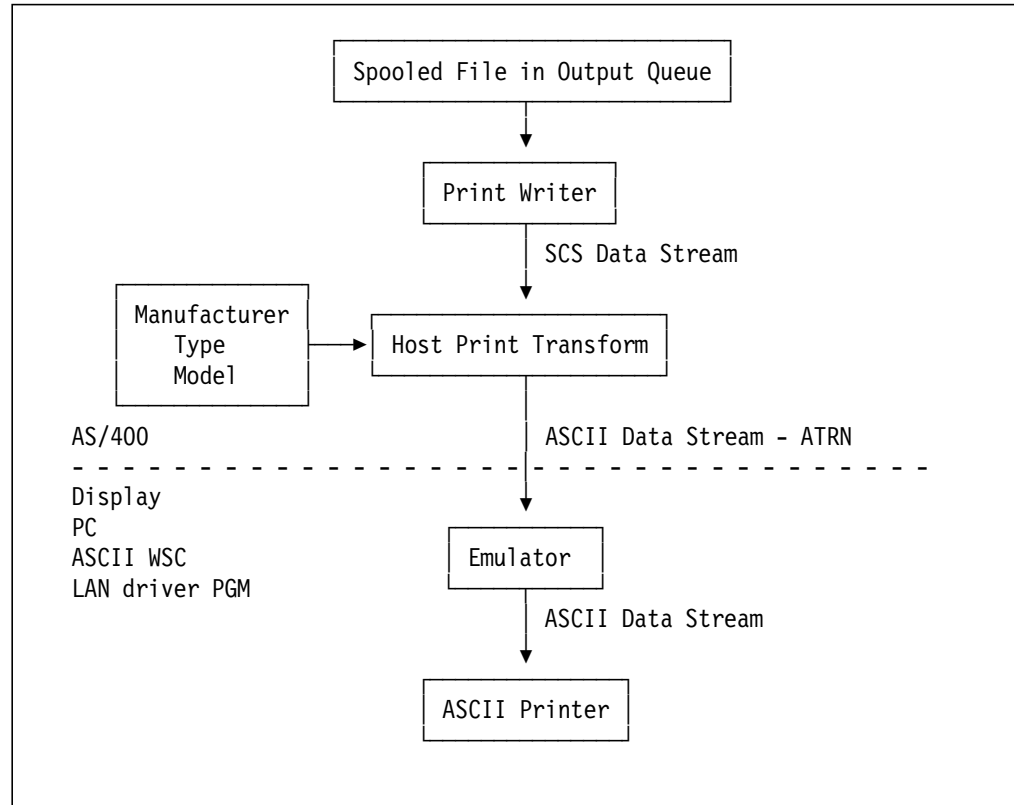 Spooled File in Output Queue
Print Writer
SCS Data Stream
Manufacturer
Type
Model
Host Print Transform
AS/400
ASCII Data Stream - ATRN
Display
PC
ASCII WSC
LAN driver PGM
Emulator
ASCII Data Stream
ASCII Printer